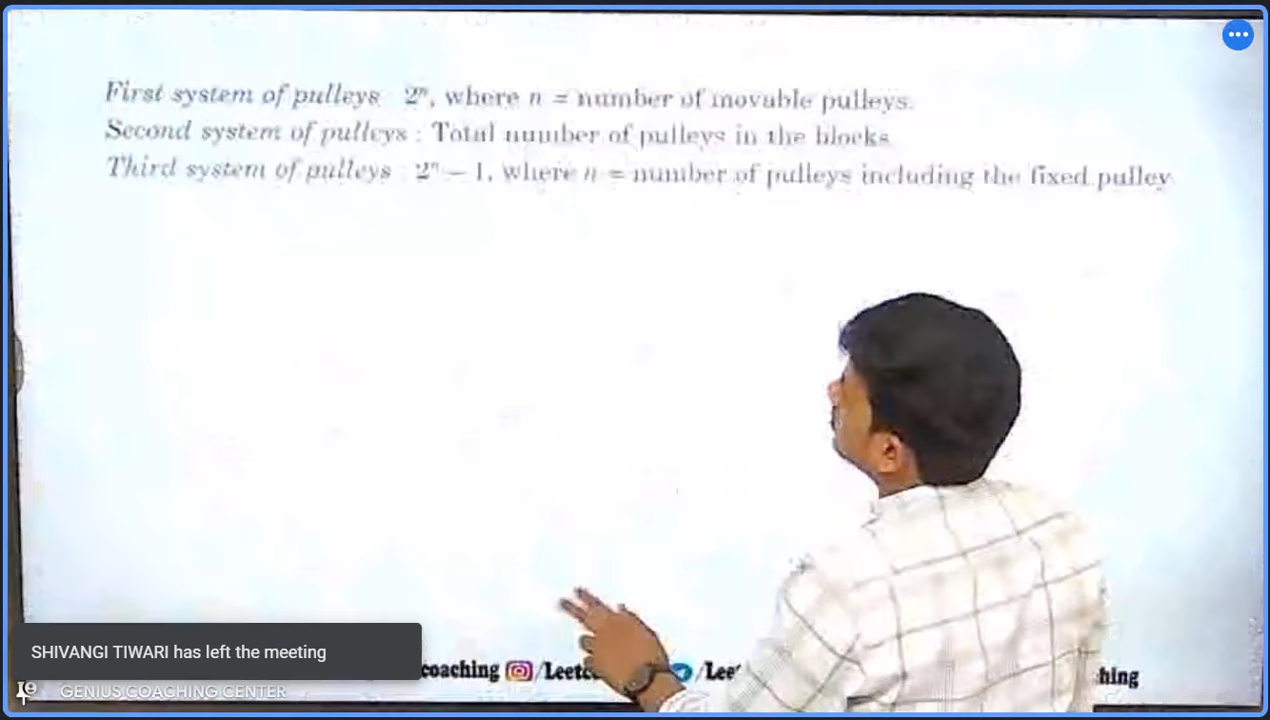 First system of pulleys 2ⁿ, where n = number of movable pulleys.
Second system of pulleys : Total number of pulleys in the blocks
Third system of pulleys : 2ⁿ – 1, where n = number of pulleys including the fixed pulley
SHIVANGI TIWARI has left the meeting
coaching /Leetc /Lee hing
GENIUS COACHING CENTER